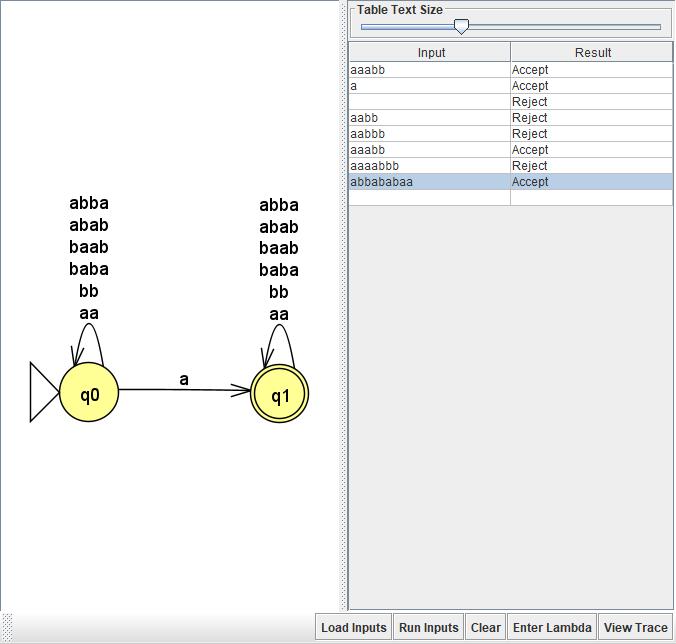 Table Text Size
Input Result
aaabb Accept
a Accept
Reject
aabb Reject
aabbb Reject
aaabb Accept
aaaabbb Reject
abbababaa Accept
abba abba
abab abab
baab baab
baba baba
bb bb
aa aa
a
q0 q1
Load Inputs Run Inputs Clear Enter Lambda View Trace